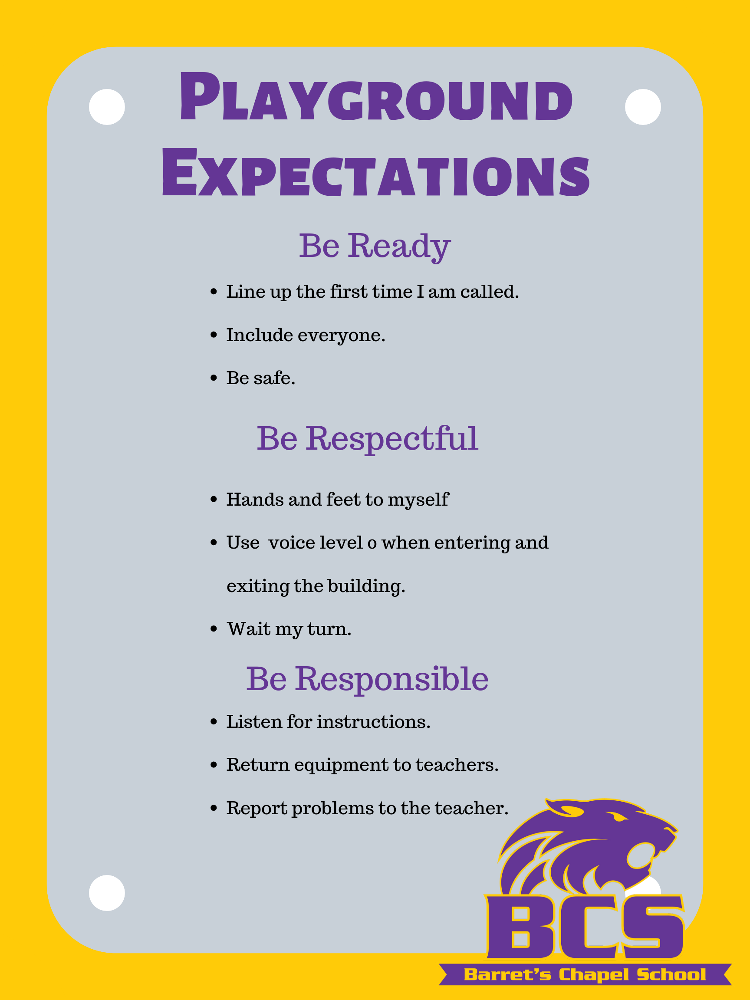 Playground
Expectations
Be Ready
• Line up the first time I am called.
• Include everyone.
• Be safe.
Be Respectful
• Hands and feet to myself
• Use  voice level 0 when entering and
exiting the building.
• Wait my turn.
Be Responsible
• Listen for instructions.
• Return equipment to teachers.
• Report problems to the teacher.
BCS
Barret's Chapel School